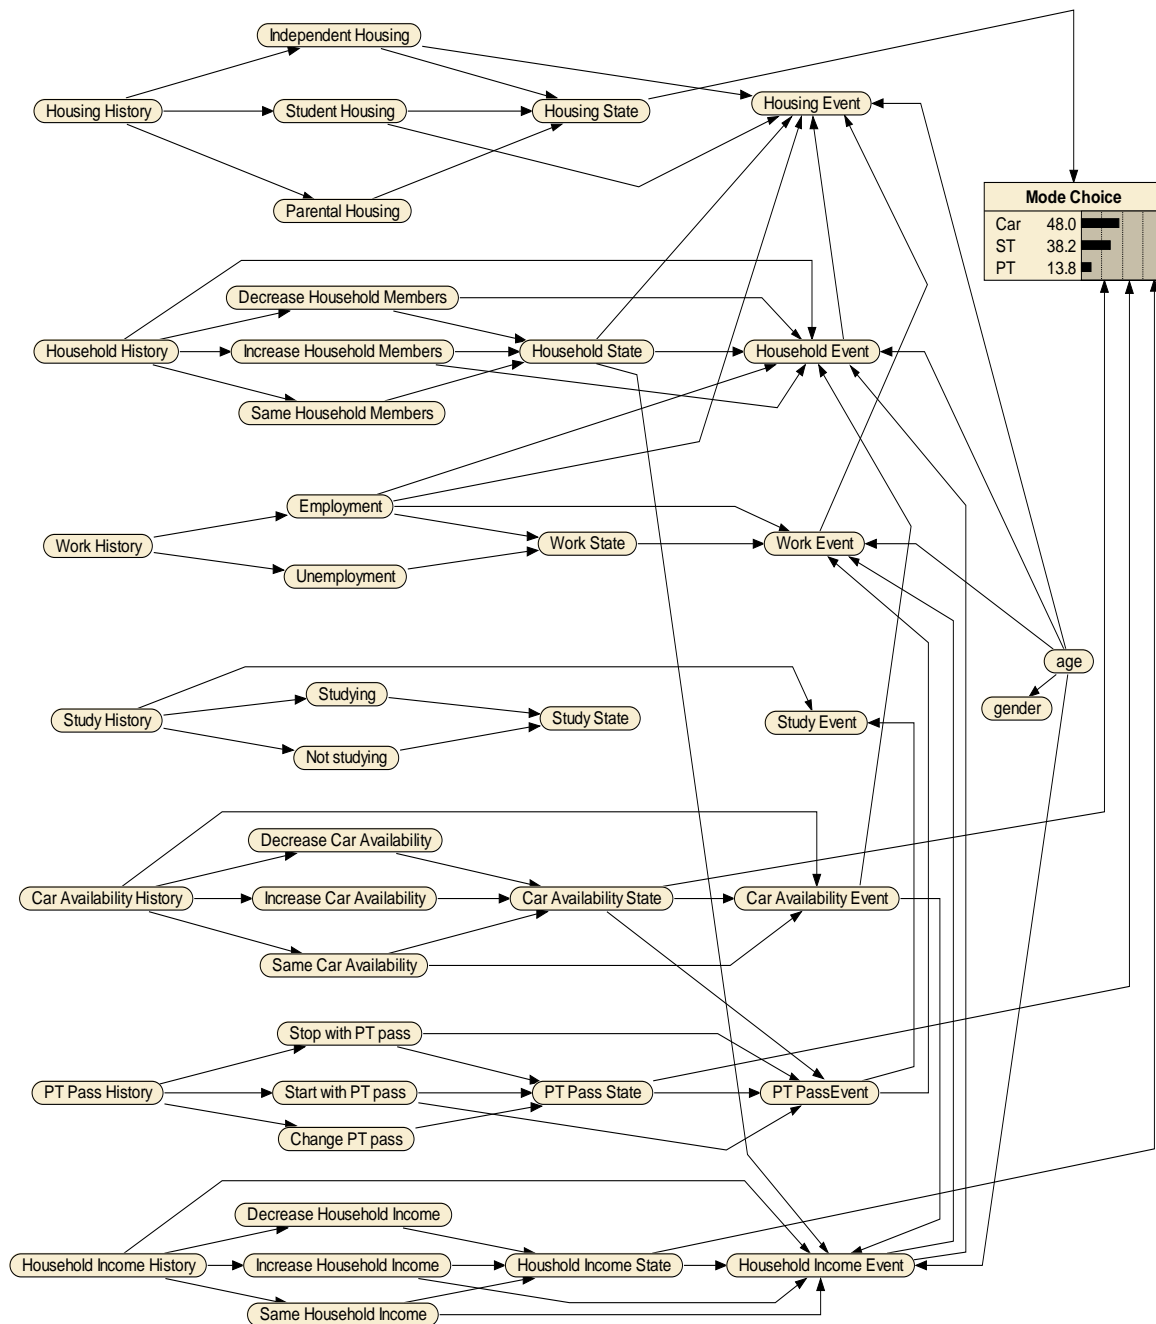 Independent Housing
Housing History
Student Housing
Housing State
Housing Event
Parental Housing
Mode Choice
Car 48.0
ST 38.2
PT 13.8
Decrease Household Members
Household History
Increase Household Members
Household State
Household Event
Same Household Members
Employment
Work History
Work State
Work Event
Unemployment
age
gender
Studying
Study History
Study State
Study Event
Not studying
Decrease Car Availability
Car Availability History
Increase Car Availability
Car Availability State
Car Availability Event
Same Car Availability
Stop with PT pass
PT Pass History
Start with PT pass
PT Pass State
PT PassEvent
Change PT pass
Decrease Household Income
Household Income History
Increase Household Income
Houshold Income State
Household Income Event
Same Household Income